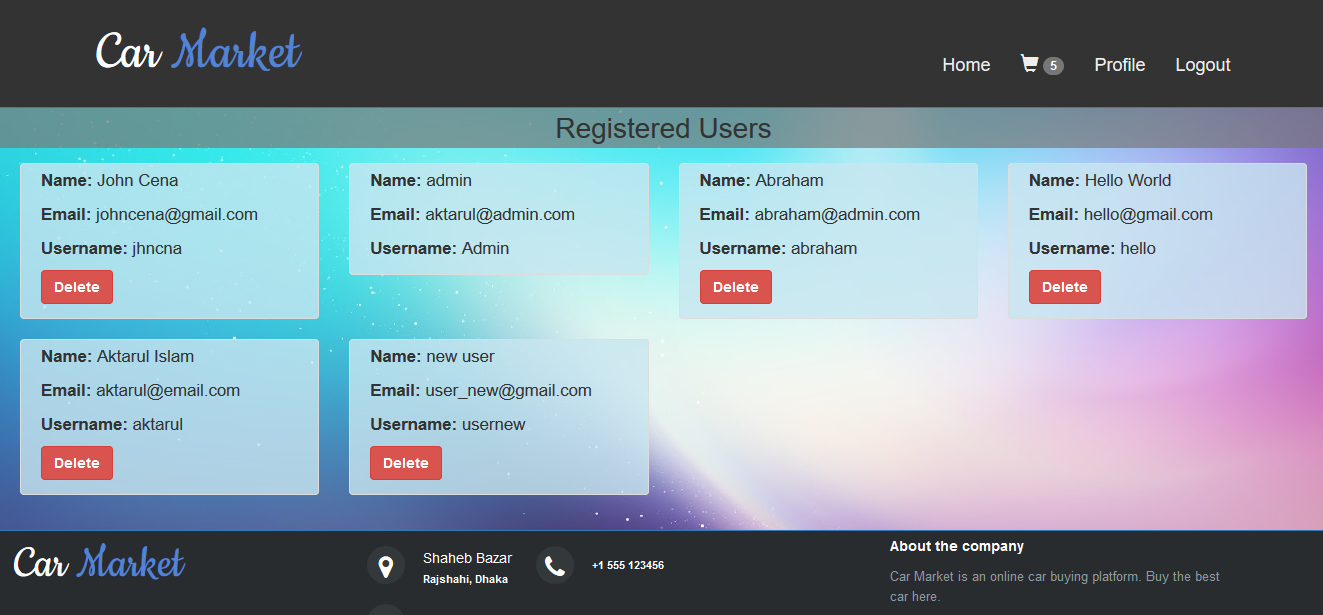 Car Market
Home 5 Profile Logout
Registered Users
Name: John Cena
Email: johncena@gmail.com
Username: jhncna
Delete
Name: admin
Email: aktarul@admin.com
Username: Admin
Name: Abraham
Email: abraham@admin.com
Username: abraham
Delete
Name: Hello World
Email: hello@gmail.com
Username: hello
Delete
Name: Aktarul Islam
Email: aktarul@email.com
Username: aktarul
Delete
Name: new user
Email: user_new@gmail.com
Username: usernew
Delete
Car Market
Shaheb Bazar
Rajshahi, Dhaka
+1 555 123456
About the company
Car Market is an online car buying platform. Buy the best
car here.